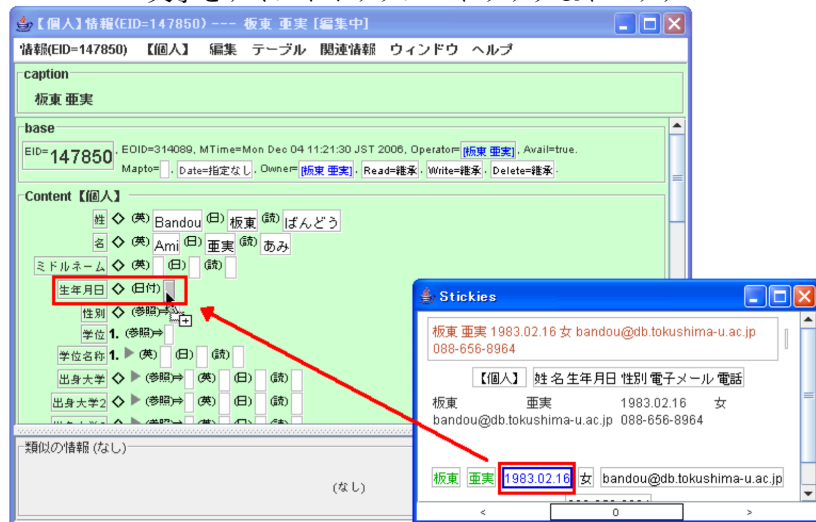 【個人】情報(EID=147850) --- 板東 亜実 [編集中]
情報(EID=147850) 【個人】 編集 テーブル 関連情報 ウィンドウ ヘルプ
caption
板東 亜実
base
EID=147850, EOID=314089, MTime=Mon Dec 04 11:21:30 JST 2006, Operator=[板東 亜実], Avail=true.
Mapto= , Date=指定なし, Owner=[板東 亜実], Read=継承, Write=継承, Delete=継承.
Content【個人】
姓 ◇ (英) Bandou (日) 板東 (読) ばんどう
名 ◇ (英) Ami (日) 亜実 (読) あみ
ミドルネーム ◇ (英) (日) (読)
生年月日 ◇ (日付)
性別 ◇ (参照)⇒
学位 1. (参照)⇒
学位名称 1. ▶ (英) (日) (読)
出身大学 ◇ ▶ (参照)⇒ (英) (日) (読)
出身大学2 ◇ ▶ (参照)⇒ (英) (日) (読)
類似の情報 (なし)
(なし)
Stickies
板東 亜実 1983.02.16 女 bandou@db.tokushima-u.ac.jp
088-656-8964
【個人】 姓 名 生年月日 性別 電子メール 電話
板東 亜実 1983.02.16 女
bandou@db.tokushima-u.ac.jp 088-656-8964
板東 亜実 1983.02.16 女 bandou@db.tokushima-u.ac.jp
< 0 >